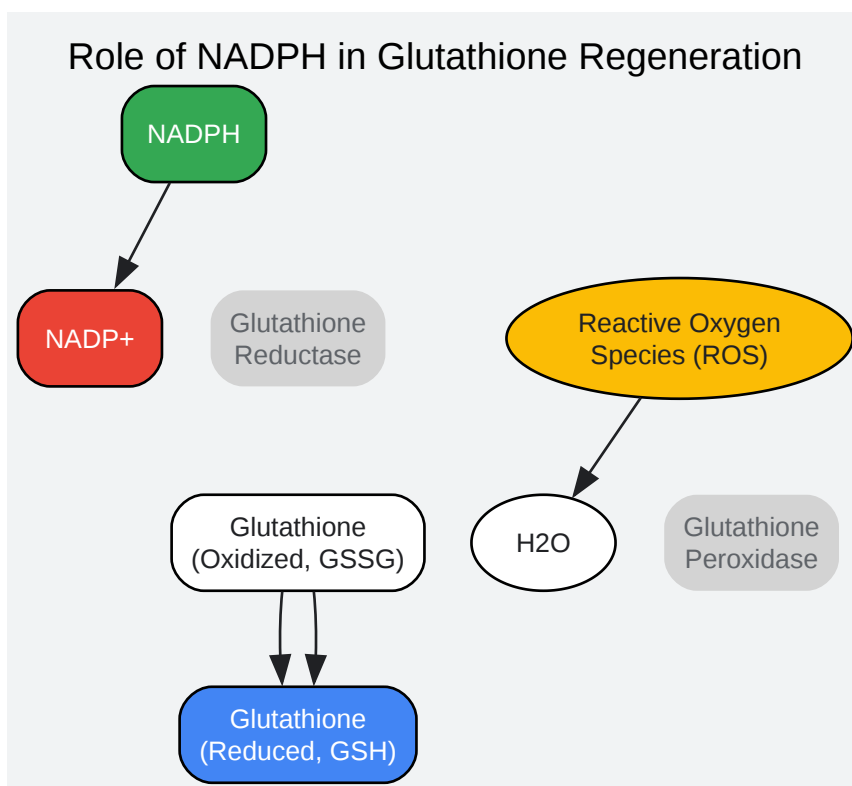 Role of NADPH in Glutathione Regeneration
NADPH
NADP+
Glutathione
Reductase
Reactive Oxygen
Species (ROS)
Glutathione
(Oxidized, GSSG)
H2O
Glutathione
Peroxidase
Glutathione
(Reduced, GSH)